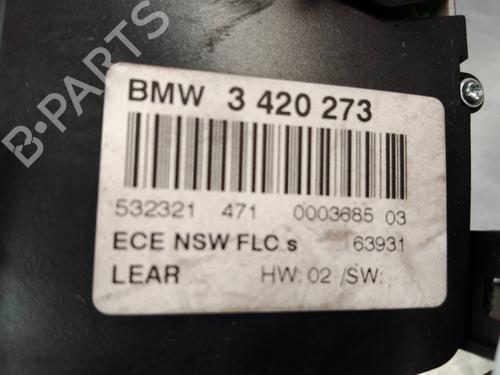 B-PARTS
BMW 3 420 273
532321 471 0003685 03
ECE NSW FLC s 63931
LEAR HW: 02 /SW: